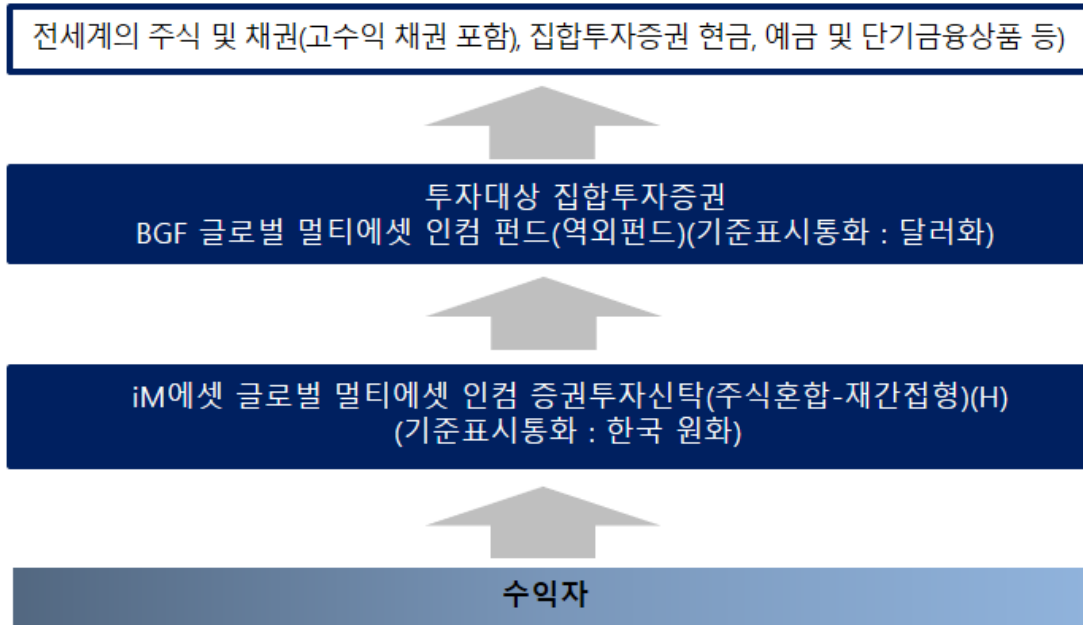 전세계의 주식 및 채권(고수익 채권 포함), 집합투자증권 현금, 예금 및 단기금융상품 등)
투자대상 집합투자증권
BGF 글로벌 멀티에셋 인컴 펀드(역외펀드)(기준표시통화 : 달러화)
iM에셋 글로벌 멀티에셋 인컴 증권투자신탁(주식혼합-재간접형)(H)
(기준표시통화 : 한국 원화)
수익자